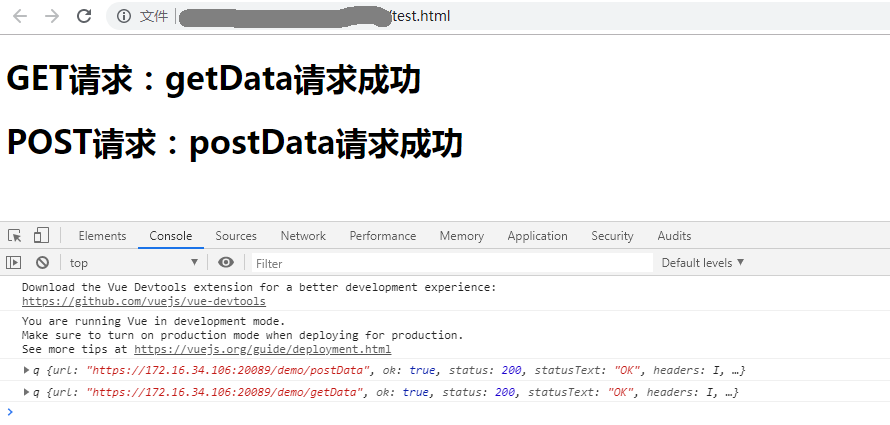 文件 /test.html
GET请求：getData请求成功
POST请求：postData请求成功
Elements Console Sources Network Performance Memory Application Security Audits
top Filter Default levels
Download the Vue Devtools extension for a better development experience:
https://github.com/vuejs/vue-devtools
You are running Vue in development mode.
Make sure to turn on production mode when deploying for production.
See more tips at https://vuejs.org/guide/deployment.html
q {url: "https://172.16.34.106:20089/demo/postData", ok: true, status: 200, statusText: "OK", headers: I, …}
q {url: "https://172.16.34.106:20089/demo/getData", ok: true, status: 200, statusText: "OK", headers: I, …}